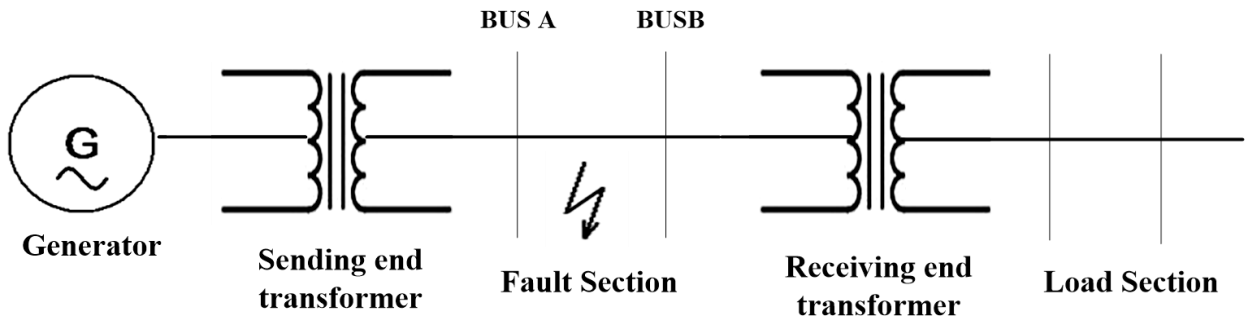 BUS A
BUSB
G
Generator
Sending end
transformer
Fault Section
Receiving end
transformer
Load Section